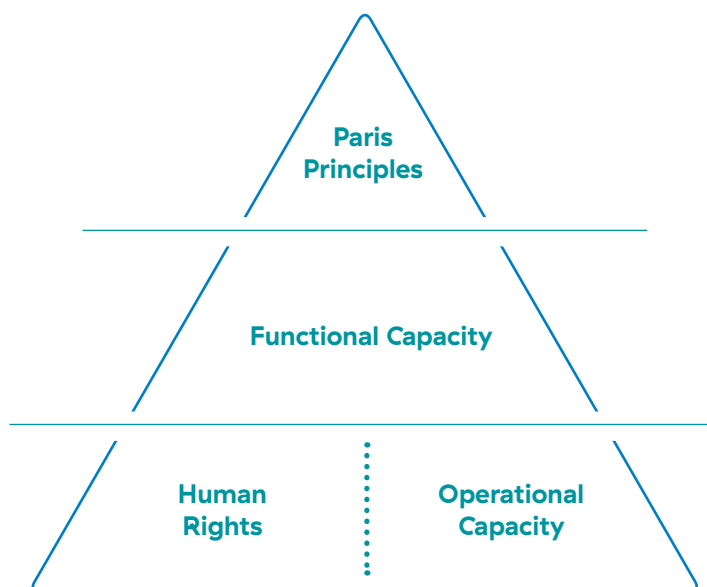 Paris
Principles
Functional Capacity
Human
Rights
Operational
Capacity